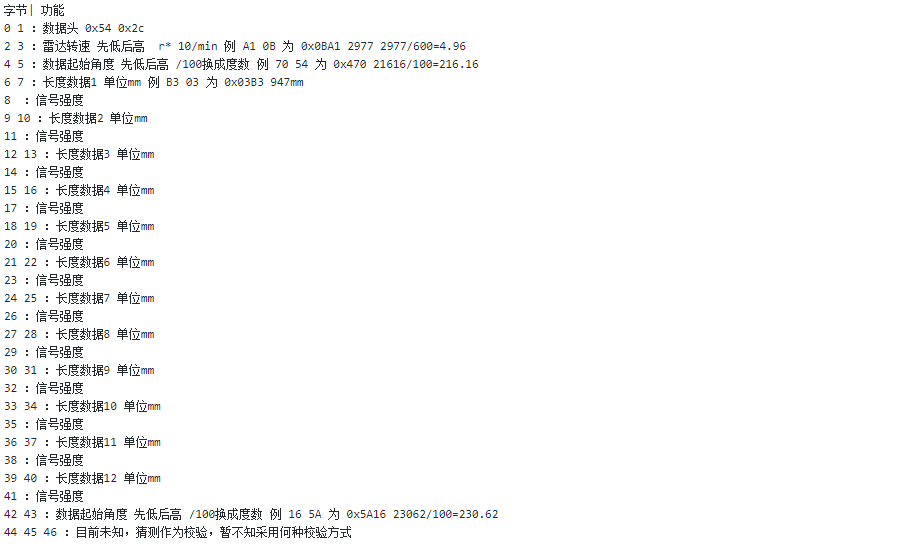 字节| 功能
0 1 : 数据头 0x54 0x2c
2 3 : 雷达转速 先低后高  r* 10/min 例 A1 0B 为 0x0BA1 2977 2977/600=4.96
4 5 : 数据起始角度 先低后高 /100换成度数 例 70 54 为 0x470 21616/100=216.16
6 7 : 长度数据1 单位mm 例 B3 03 为 0x03B3 947mm
8  : 信号强度
9 10 : 长度数据2 单位mm
11 : 信号强度
12 13 : 长度数据3 单位mm
14 : 信号强度
15 16 : 长度数据4 单位mm
17 : 信号强度
18 19 : 长度数据5 单位mm
20 : 信号强度
21 22 : 长度数据6 单位mm
23 : 信号强度
24 25 : 长度数据7 单位mm
26 : 信号强度
27 28 : 长度数据8 单位mm
29 : 信号强度
30 31 : 长度数据9 单位mm
32 : 信号强度
33 34 : 长度数据10 单位mm
35 : 信号强度
36 37 : 长度数据11 单位mm
38 : 信号强度
39 40 : 长度数据12 单位mm
41 : 信号强度
42 43 : 数据起始角度 先低后高 /100换成度数 例 16 5A 为 0x5A16 23062/100=230.62
44 45 46 : 目前未知，猜测作为校验，暂不知采用何种校验方式